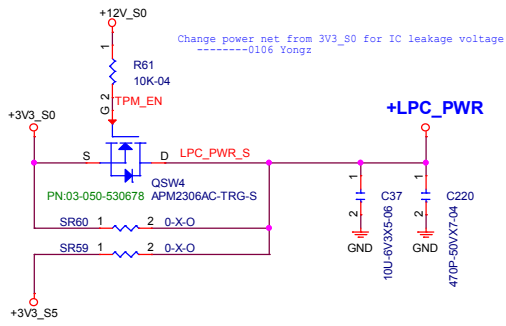 +12V_S0
Change power net from 3V3_S0 for IC leakage voltage
--------0106 Yongz
1
R61
10K-04
2
G
TPM_EN
+3V3_S0
+LPC_PWR
S
D
LPC_PWR_S
QSW4
PN:03-050-530678
APM2306AC-TRG-S
1
2
C37
10U-6V3X5-06
GND
1
2
C220
470P-50VX7-04
GND
SR60
1
2
0-X-O
SR59
1
2
0-X-O
+3V3_S5